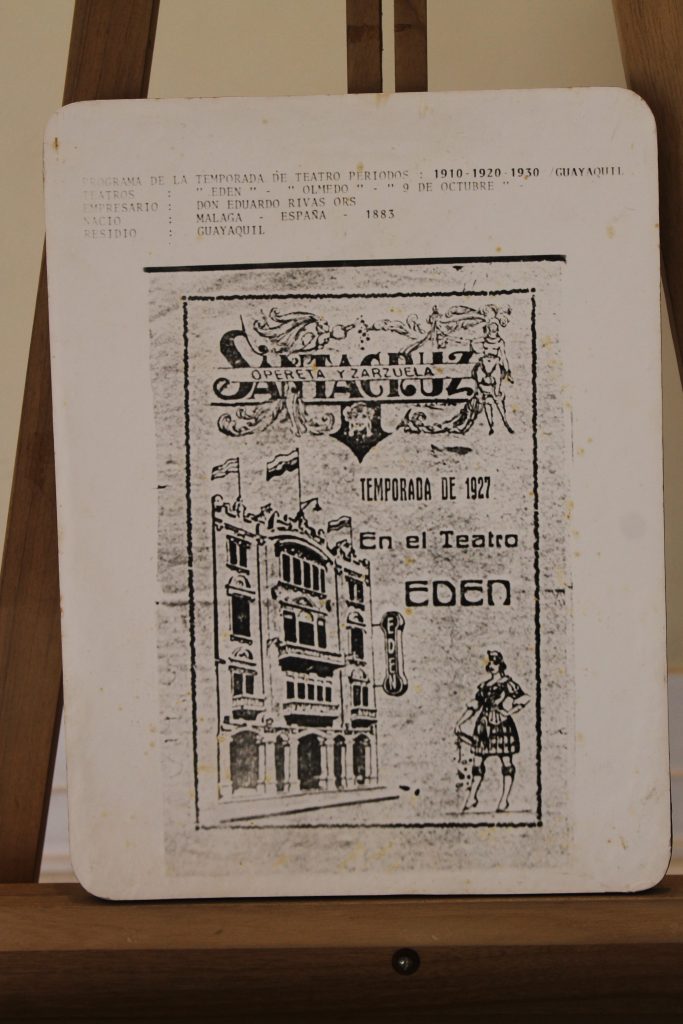 PROGRAMA DE LA TEMPORADA DE TEATRO PERIODOS : 1910-1920-1930 /GUAYAQUIL
TEATROS : " EDEN " - " OLMEDO " - " 9 DE OCTUBRE " -
EMPRESARIO : DON EDUARDO RIVAS ORS
NACIO : MALAGA - ESPAÑA - 1883
RESIDIO : GUAYAQUIL
SANTACRUZ
OPERETA Y ZARZUELA
TEMPORADA DE 1927
En el Teatro
EDEN
EDEN